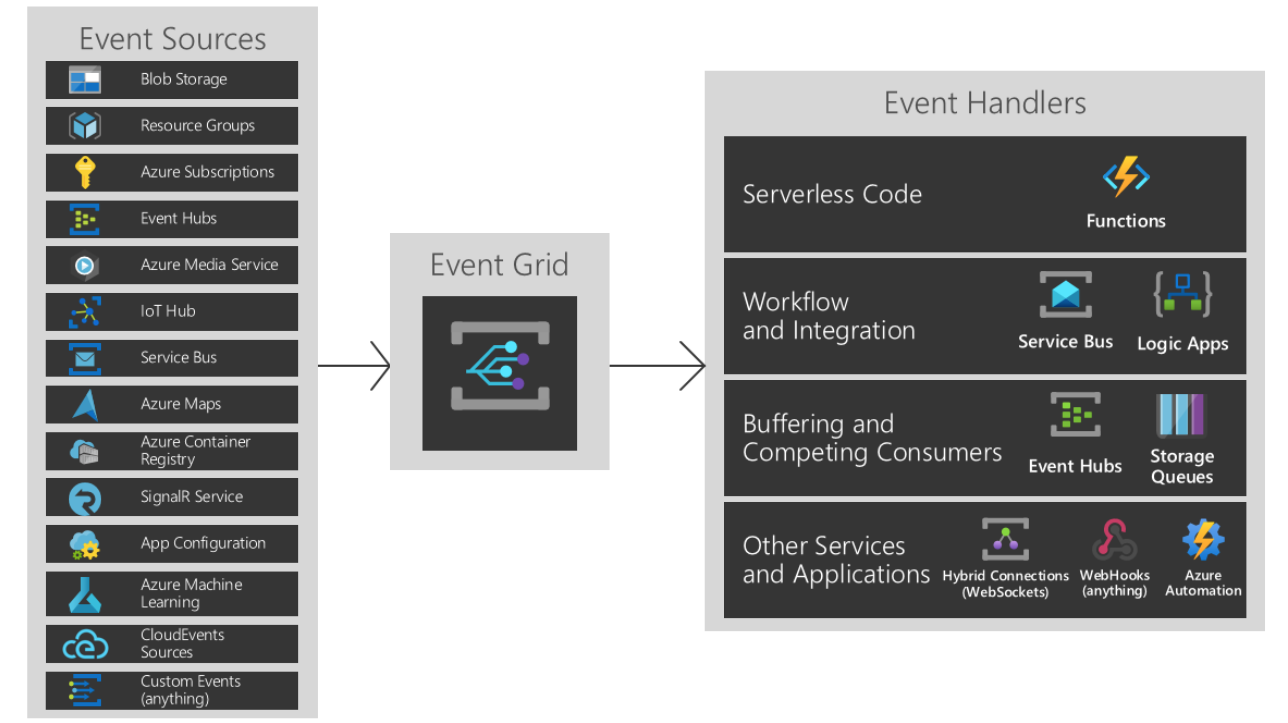 Event Sources
Blob Storage
Resource Groups
Azure Subscriptions
Event Hubs
Azure Media Service
IoT Hub
Service Bus
Azure Maps
Azure Container
Registry
SignalR Service
App Configuration
Azure Machine
Learning
CloudEvents
Sources
Custom Events
(anything)
Event Grid
Event Handlers
Serverless Code
Functions
Workflow
and Integration
Service Bus
Logic Apps
Buffering and
Competing Consumers
Event Hubs
Storage
Queues
Other Services
and Applications
Hybrid Connections
(WebSockets)
WebHooks
(anything)
Azure
Automation